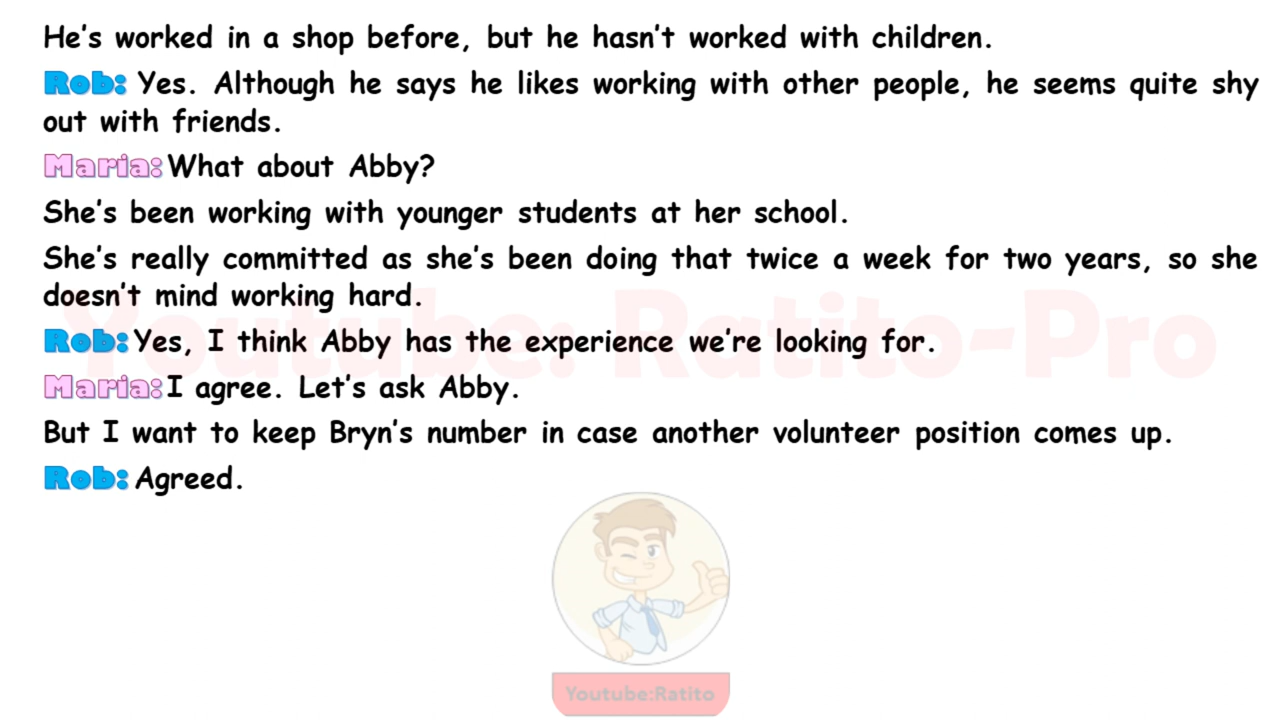 He's worked in a shop before, but he hasn't worked with children.
Rob: Yes. Although he says he likes working with other people, he seems quite shy
out with friends.
Maria: What about Abby?
She's been working with younger students at her school.
She's really committed as she's been doing that twice a week for two years, so she
doesn't mind working hard.
Youtube: Ratito-Pro
Rob: Yes, I think Abby has the experience we're looking for.
Maria: I agree. Let's ask Abby.
But I want to keep Bryn's number in case another volunteer position comes up.
Rob: Agreed.
Youtube:Ratito